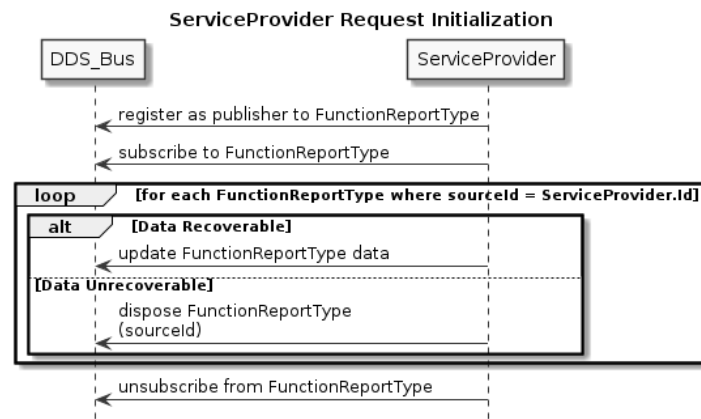 ServiceProvider Request Initialization
DDS_Bus
ServiceProvider
register as publisher to FunctionReportType
subscribe to FunctionReportType
loop
[for each FunctionReportType where sourceId = ServiceProvider.Id]
alt
[Data Recoverable]
update FunctionReportType data
[Data Unrecoverable]
dispose FunctionReportType
(sourceId)
unsubscribe from FunctionReportType